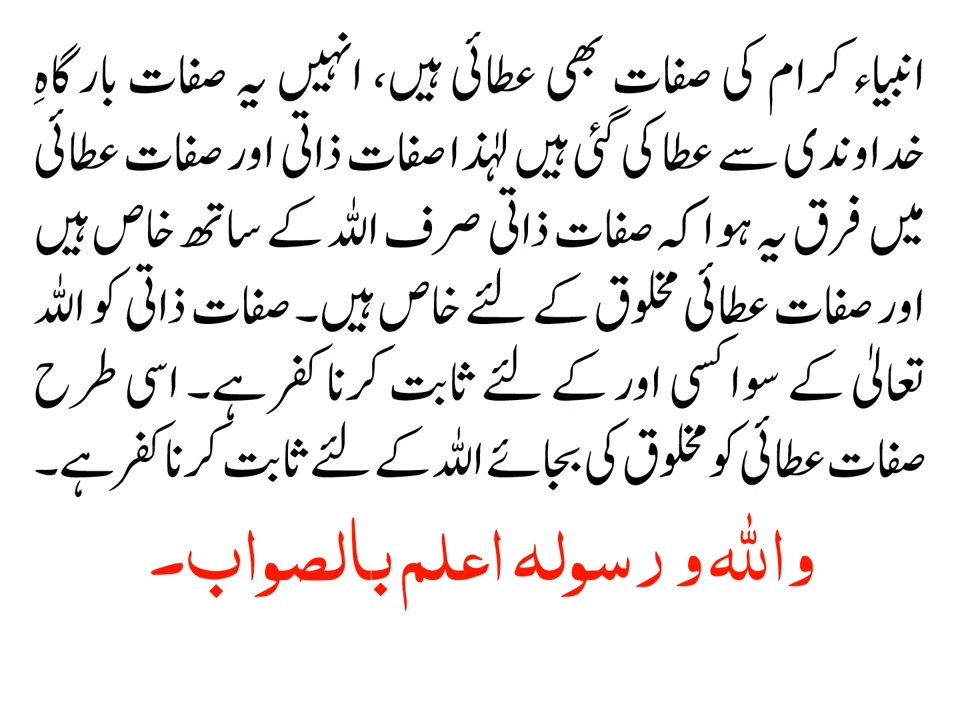 انبیاء کرام کی صفات بھی عطائی ہیں، انہیں یہ صفات بارگاہِ
خداوندی سے عطا کی گئی ہیں لہٰذا صفات ذاتی اور صفات عطائی
میں فرق یہ ہوا کہ صفات ذاتی صرف اللہ کے ساتھ خاص ہیں
اور صفات عطائی مخلوق کے لئے خاص ہیں۔ صفات ذاتی کو اللہ
تعالیٰ کے سوا کسی اور کے لئے ثابت کرنا کفر ہے۔ اسی طرح
صفات عطائی کو مخلوق کی بجائے اللہ کے لئے ثابت کرنا کفر ہے۔
واللہ و رسولہ اعلم بالصواب۔